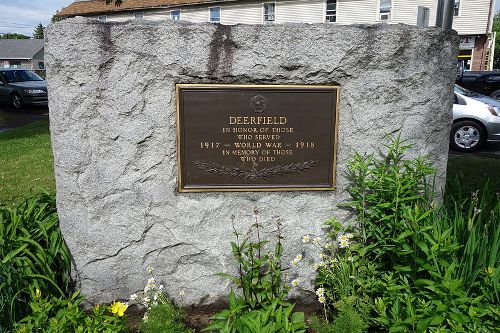 DEERFIELD
IN HONOR OF THOSE
WHO SERVED
1917 – WORLD WAR – 1918
IN MEMORY OF THOSE
WHO DIED